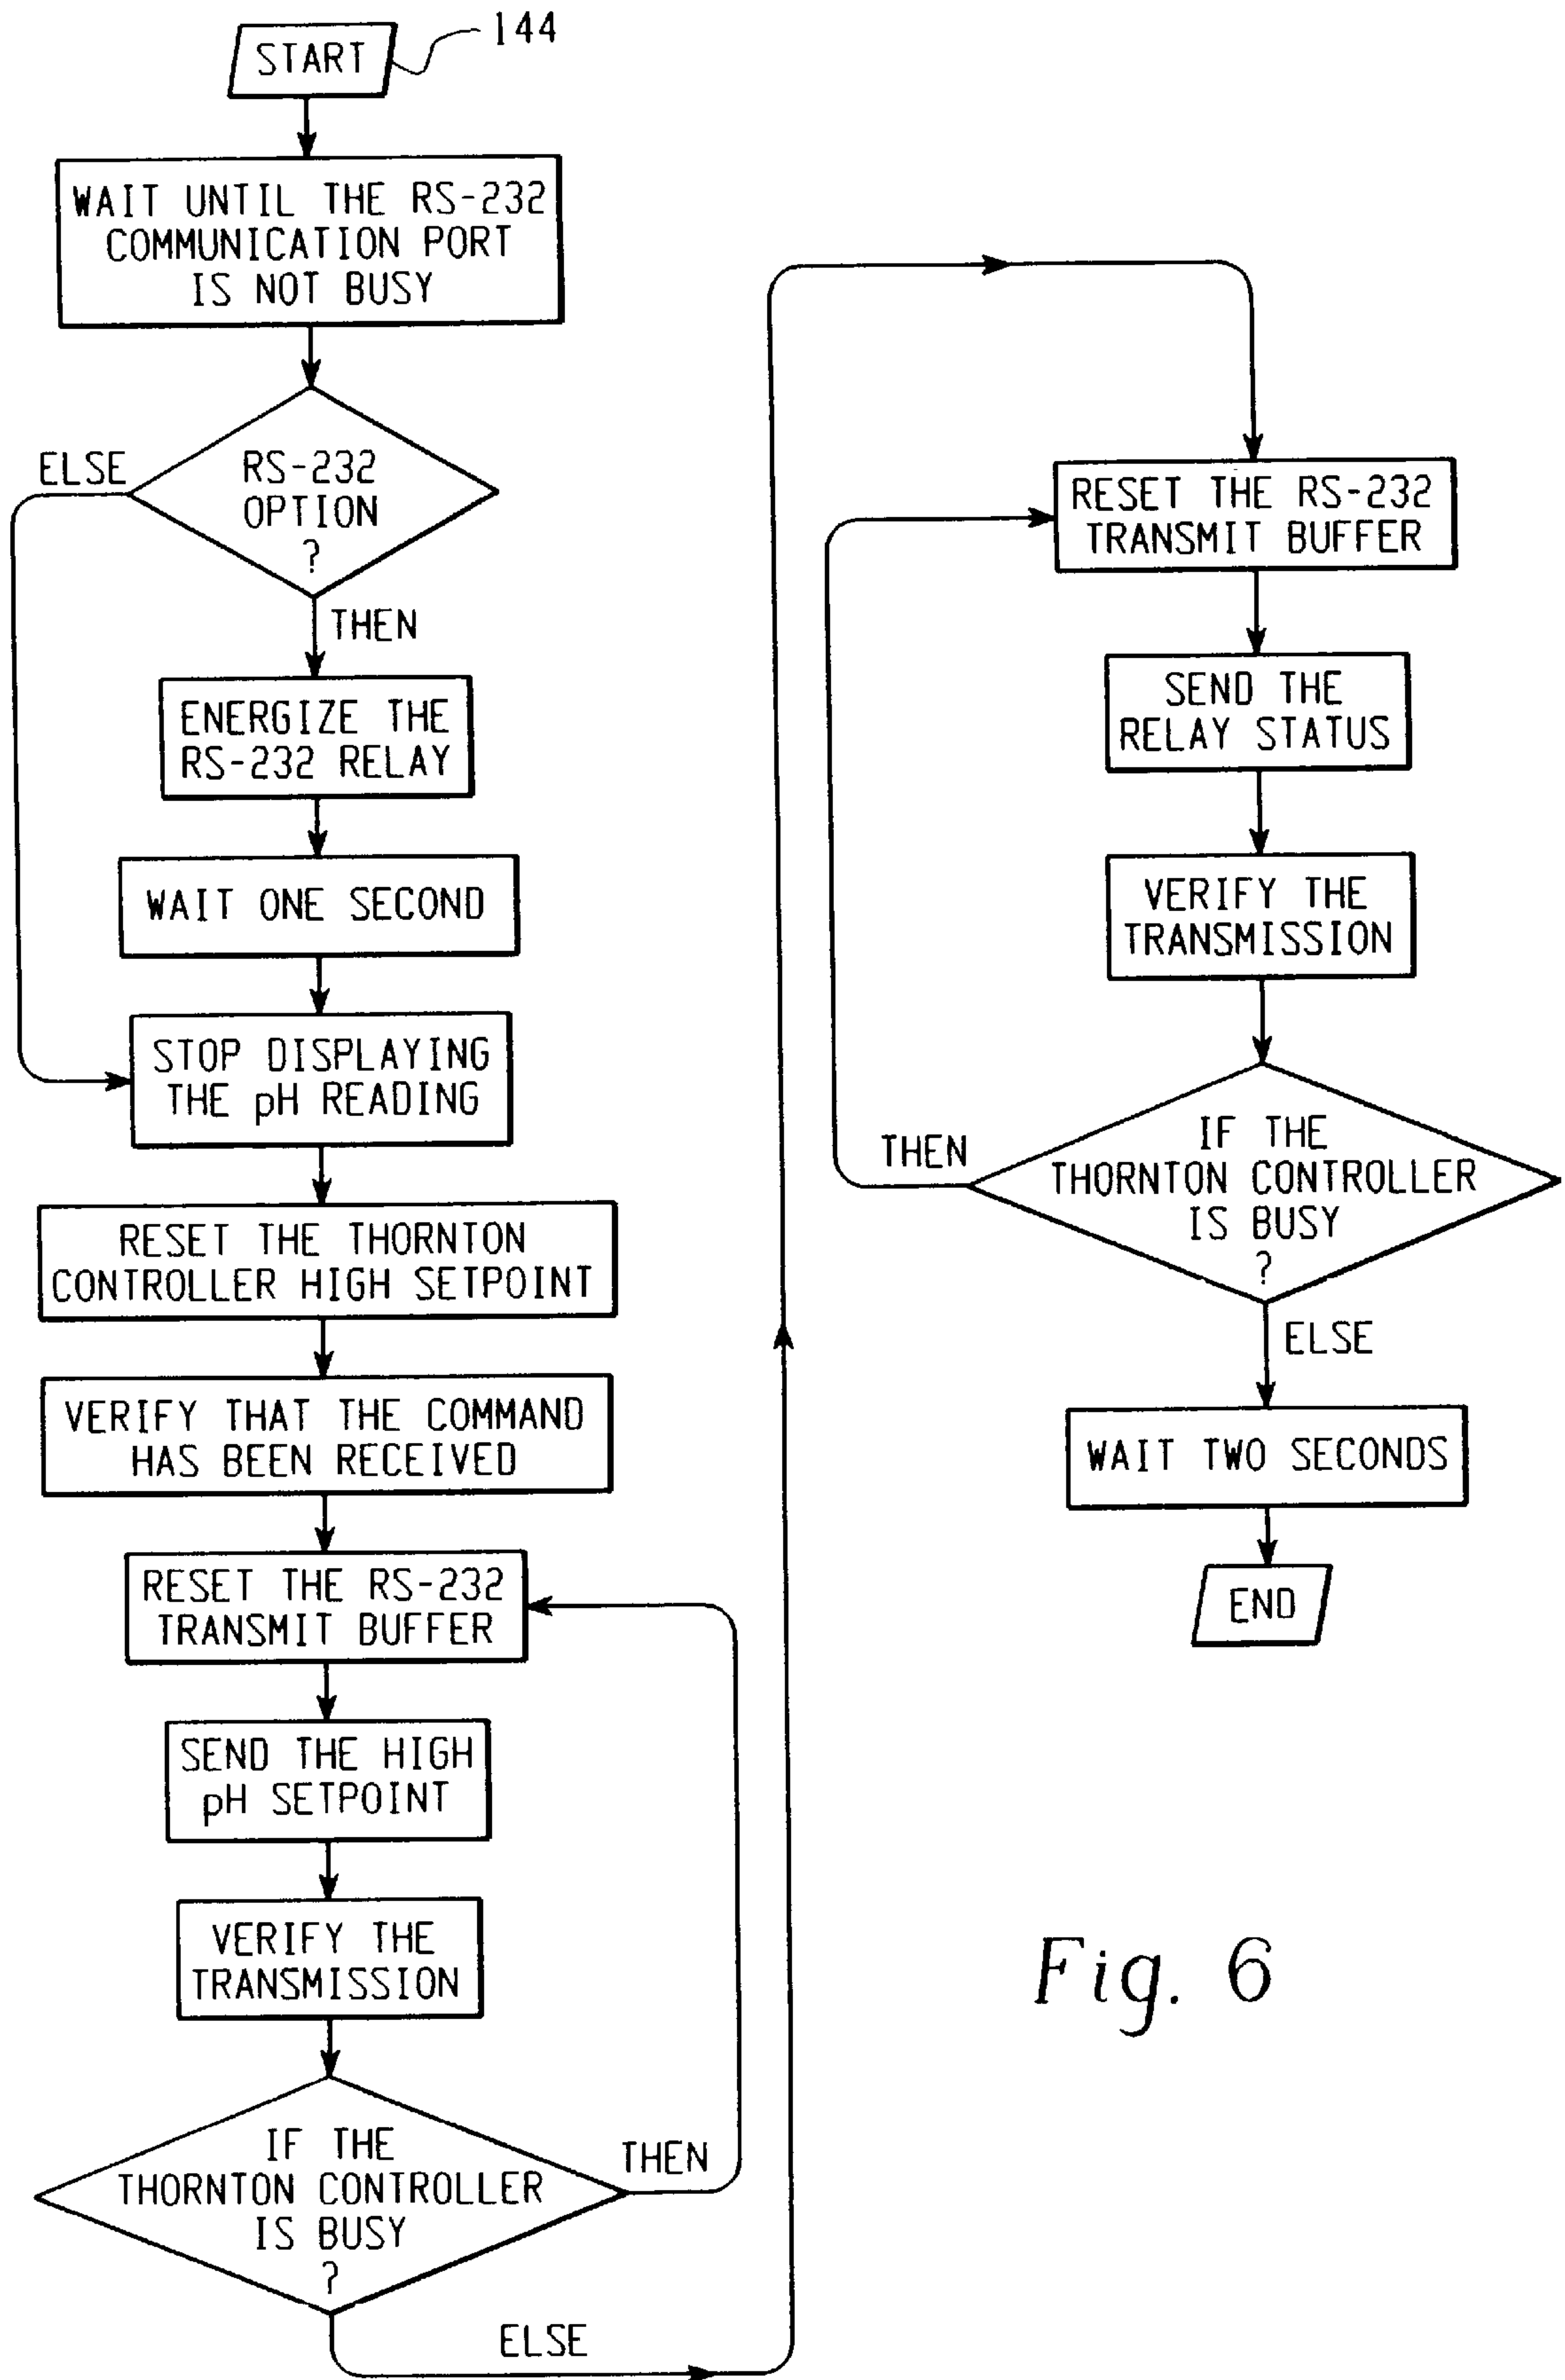 START
144
WAIT UNTIL THE RS-232
COMMUNICATION PORT
IS NOT BUSY
ELSE
RS-232
OPTION
?
THEN
ENERGIZE THE
RS-232 RELAY
WAIT ONE SECOND
STOP DISPLAYING
THE pH READING
RESET THE THORNTON
CONTROLLER HIGH SETPOINT
VERIFY THAT THE COMMAND
HAS BEEN RECEIVED
RESET THE RS-232
TRANSMIT BUFFER
SEND THE HIGH
pH SETPOINT
VERIFY THE
TRANSMISSION
IF THE
THORNTON CONTROLLER
IS BUSY
?
THEN
ELSE
RESET THE RS-232
TRANSMIT BUFFER
SEND THE
RELAY STATUS
VERIFY THE
TRANSMISSION
IF THE
THORNTON CONTROLLER
IS BUSY
?
THEN
ELSE
WAIT TWO SECONDS
END
Fig. 6